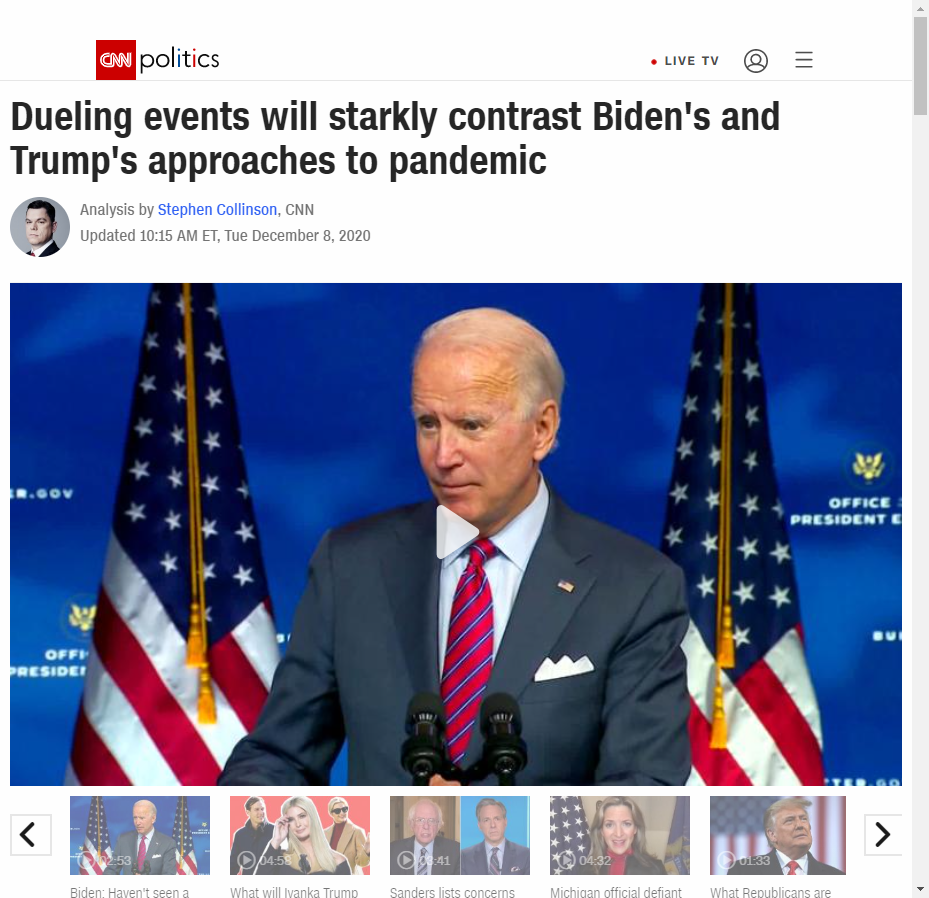 CNN politics
LIVE TV
Dueling events will starkly contrast Biden's and
Trump's approaches to pandemic
Analysis by Stephen Collinson, CNN
Updated 10:15 AM ET, Tue December 8, 2020
R.GOV
OFFICE
PRESIDENT E
OFFI
PRESIDEN
BU
TER.GO
02:53
04:58
03:41
04:32
01:33
Biden: Haven't seen a
What will Ivanka Trump
Sanders lists concerns
Michigan official defiant
What Republicans are